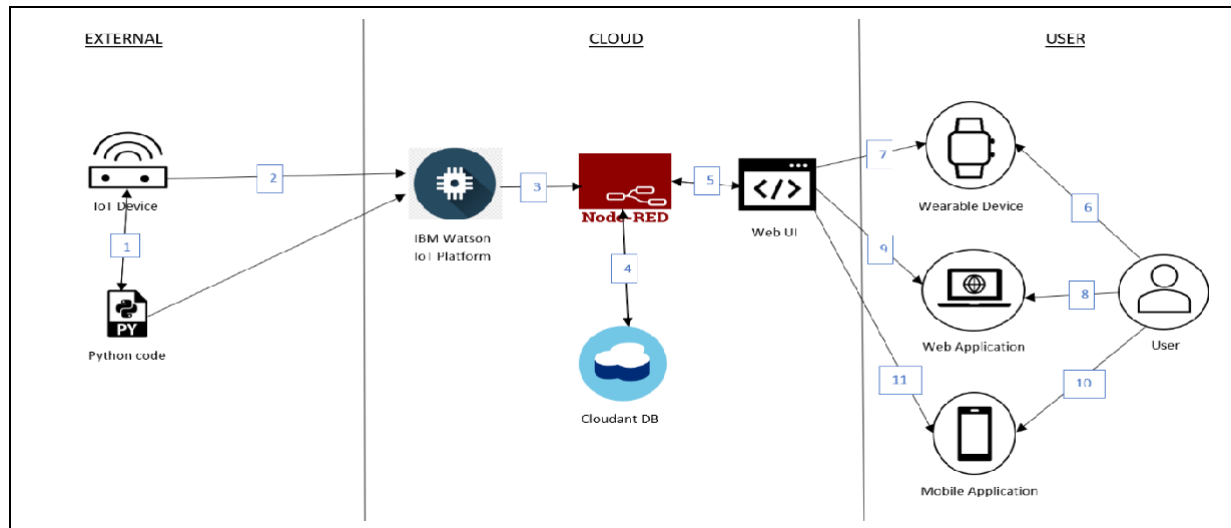 EXTERNAL
CLOUD
USER
IoT Device
IBM Watson
IoT Platform
Node-RED
Web UI
Wearable Device
Python code
PY
Cloudant DB
Web Application
User
Mobile Application
1
2
3
4
5
6
7
8
9
10
11